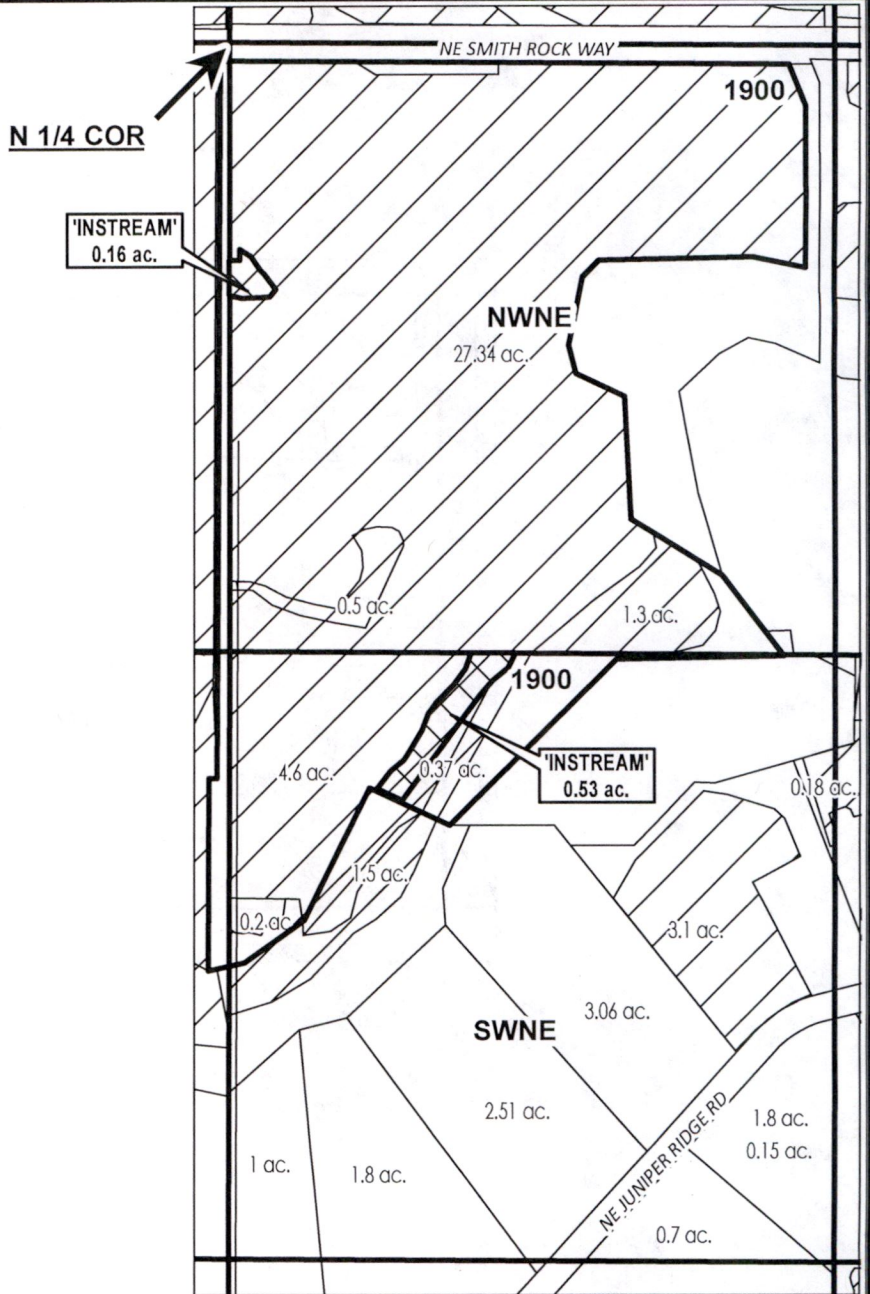 NE SMITH ROCK WAY
1900
N 1/4 COR
'INSTREAM'
0.16 ac.
NWNE
27.34 ac.
0.5 ac.
1.3 ac.
1900
'INSTREAM'
0.53 ac.
4.6 ac.
0.37 ac.
0.18 ac.
1.5 ac.
0.2 ac.
3.1 ac.
3.06 ac.
SWNE
2.51 ac.
NE JUNIPER RIDGE RD
1.8 ac.
0.15 ac.
1 ac.
1.8 ac.
0.7 ac.